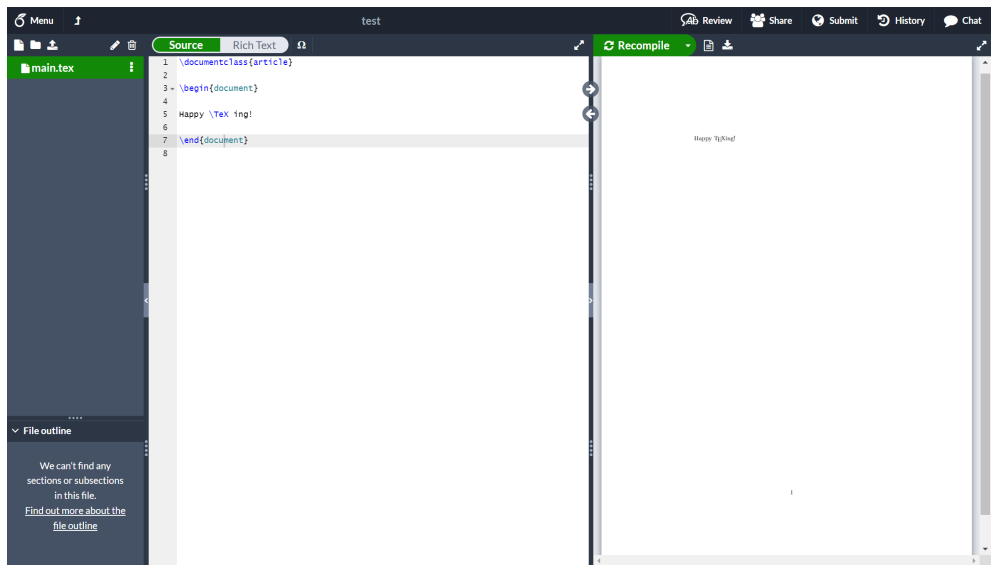 Menu
test
Review
Share
Submit
History
Chat
Source
Rich Text
Ω
Recompile
main.tex
1 \documentclass{article}
2
3 \begin{document}
4
5 Happy \TeX ing!
6
7 \end{document}
8
Happy TEXing!
1
File outline
We can't find any
sections or subsections
in this file.
Find out more about the
file outline